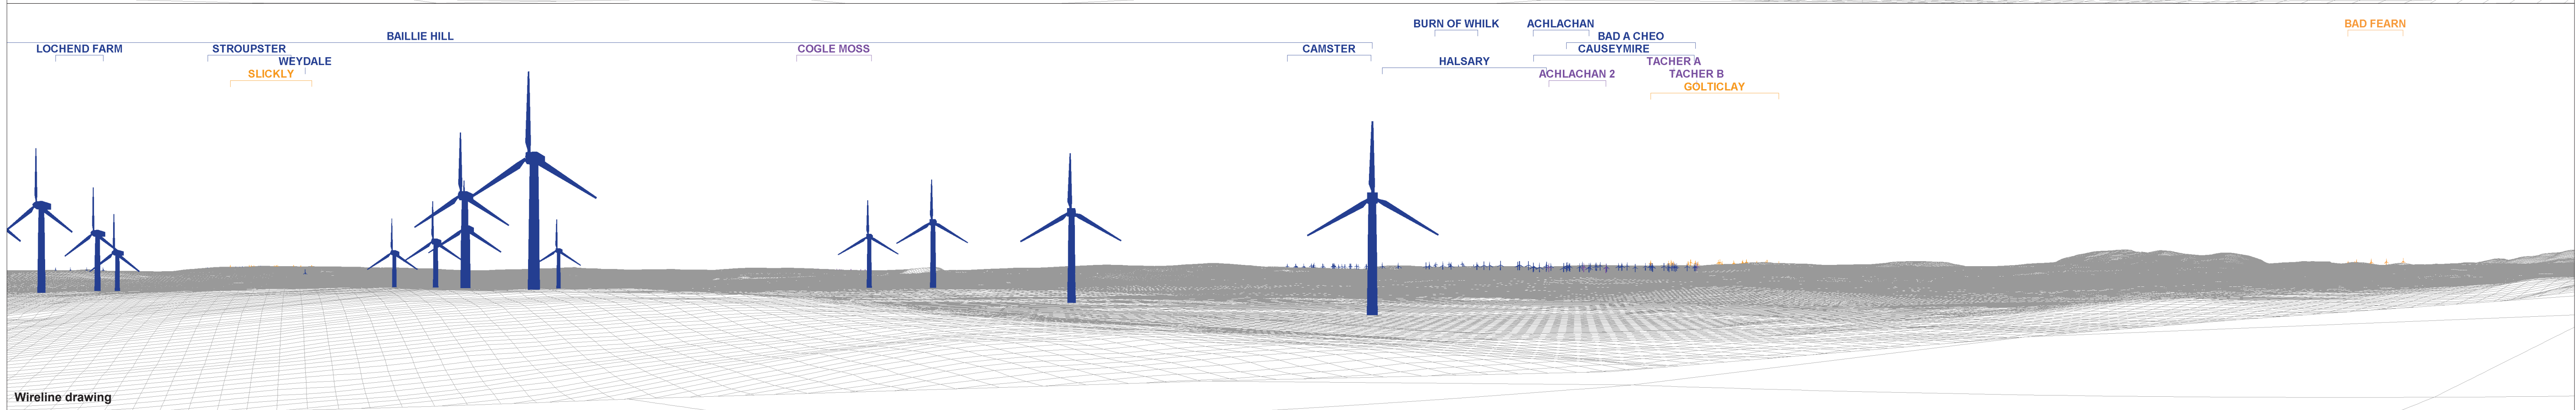 BURN OF WHILK ACHLACHAN BAD FEARN
BAILLIE HILL BAD A CHEO
LOCHEND FARM STROUPSTER COGLE MOSS CAMSTER CAUSEYMIRE
WEYDALE HALSARY TACHER A
SLICKLY ACHLACHAN 2 TACHER B
GOLTICLAY
Wireline drawing